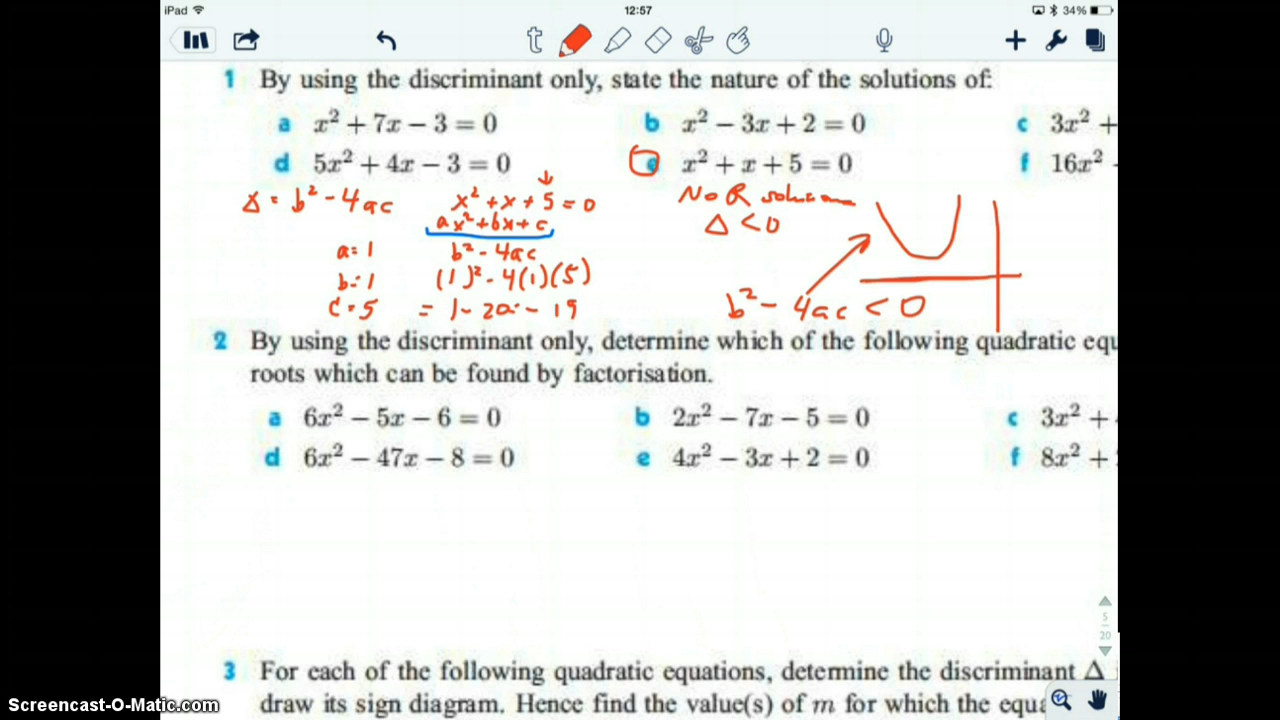 iPad 12:57 34%
t
1 By using the discriminant only, state the nature of the solutions of:
a x² + 7x − 3 = 0 b x² − 3x + 2 = 0 c 3x² +
d 5x² + 4x − 3 = 0 e x² + x + 5 = 0 f 16x² -
Δ = b² - 4ac x² + x + 5 = 0 No R solutions
ax² + bx + c Δ < 0
a = 1 b² - 4ac
b = 1 (1)² - 4(1)(5)
c = 5 = 1 - 20 = - 19 b² - 4ac < 0
2 By using the discriminant only, determine which of the following quadratic equ
roots which can be found by factorisation.
a 6x² − 5x − 6 = 0 b 2x² − 7x − 5 = 0 c 3x² +
d 6x² − 47x − 8 = 0 e 4x² − 3x + 2 = 0 f 8x² +
5
20
3 For each of the following quadratic equations, determine the discriminant Δ
draw its sign diagram. Hence find the value(s) of m for which the equa
Screencast-O-Matic.com